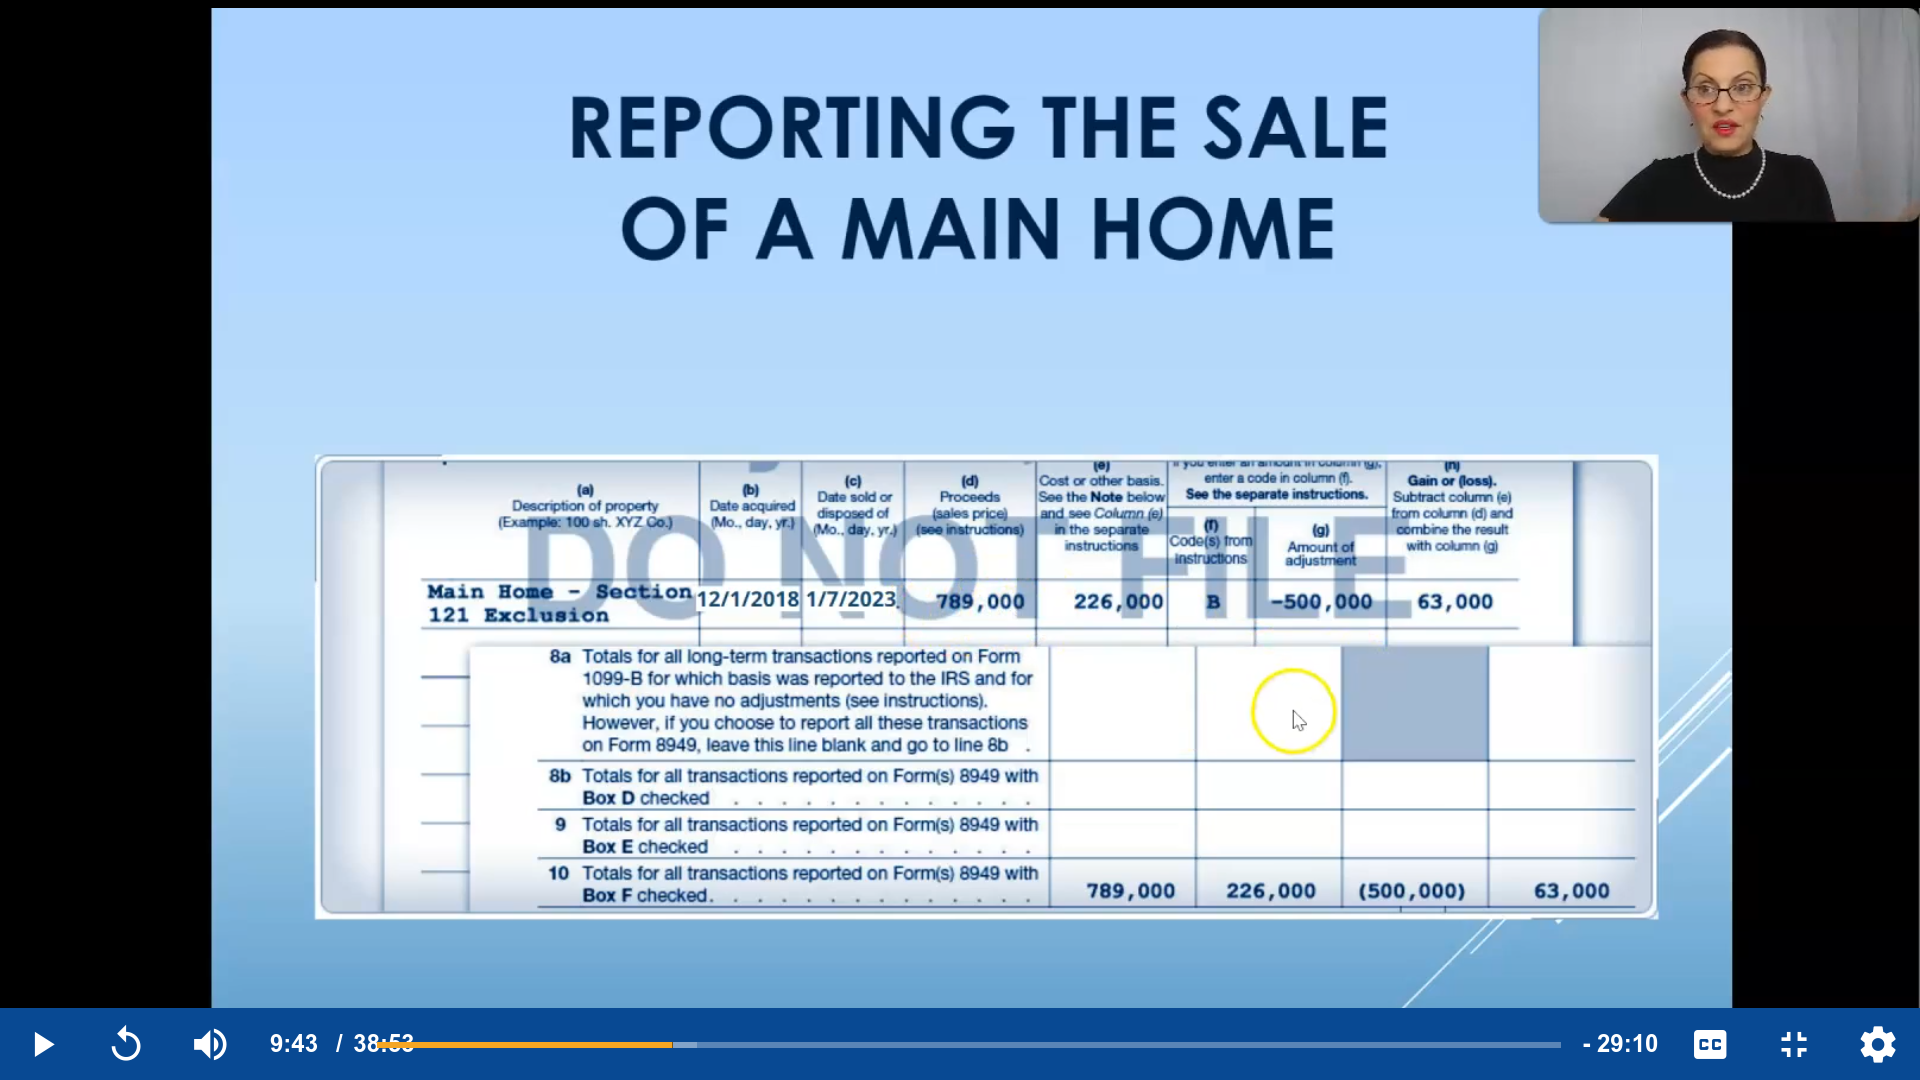 REPORTING THE SALE
OF A MAIN HOME
(a)
Description of property
(Example: 100 sh. XYZ Co.)
(b)
Date acquired
(Mo., day, yr.)
(c)
Date sold or
disposed of
(Mo., day, yr.)
(d)
Proceeds
(sales price)
(see instructions)
(e)
Cost or other basis.
See the Note below
and see Column (e)
in the separate
instructions
If you enter an amount in column (g),
enter a code in column (f).
See the separate instructions.
(f)
Code(s) from
instructions
(g)
Amount of
adjustment
(h)
Gain or (loss).
Subtract column (e)
from column (d) and
combine the result
with column (g)
DO NOT FILE
Main Home - Section
121 Exclusion
12/1/2018 1/7/2023 789,000 226,000 B -500,000 63,000
8a Totals for all long-term transactions reported on Form
1099-B for which basis was reported to the IRS and for
which you have no adjustments (see instructions).
However, if you choose to report all these transactions
on Form 8949, leave this line blank and go to line 8b .
8b Totals for all transactions reported on Form(s) 8949 with
Box D checked . . . . . . . . . . . . .
9 Totals for all transactions reported on Form(s) 8949 with
Box E checked . . . . . . . . . . . . .
10 Totals for all transactions reported on Form(s) 8949 with
Box F checked. . . . . . . . . . . . . . 789,000 226,000 (500,000) 63,000
9:43 / 38:53 - 29:10 CC